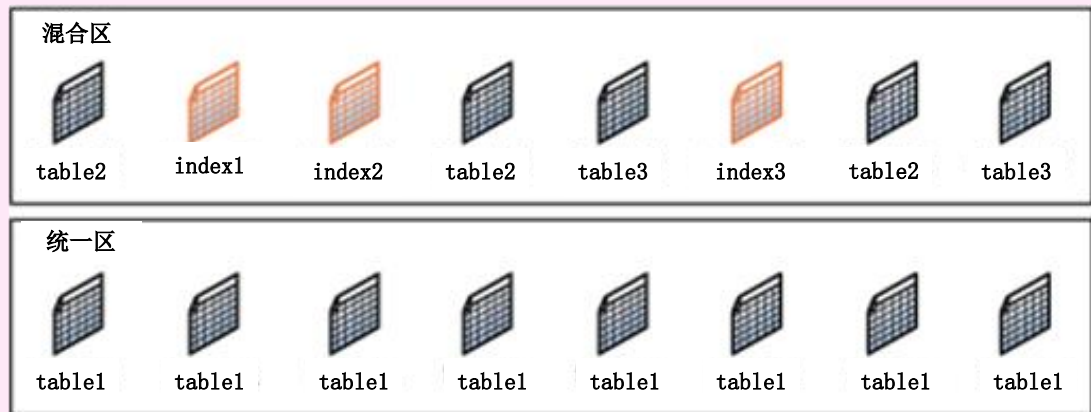 混合区
table2 index1 index2 table2 table3 index3 table2 table3
统一区
table1 table1 table1 table1 table1 table1 table1 table1